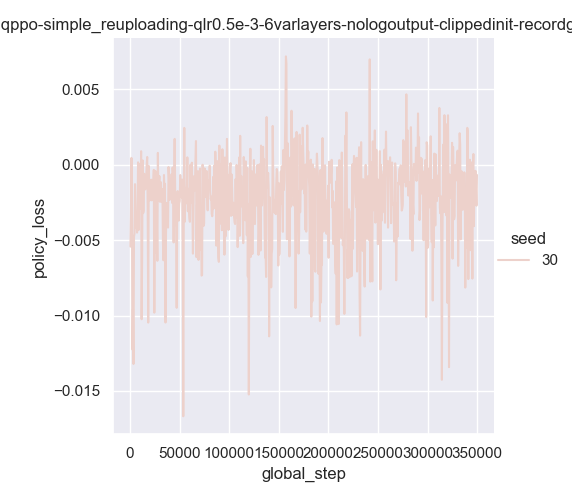 qppo-simple_reuploading-qlr0.5e-3-6varlayers-nologoutput-clippedinit-recordg
0.005
0.000
−0.005
−0.010
−0.015
policy_loss
seed
30
0 50000 100000 150000 200000 250000 300000 350000
global_step